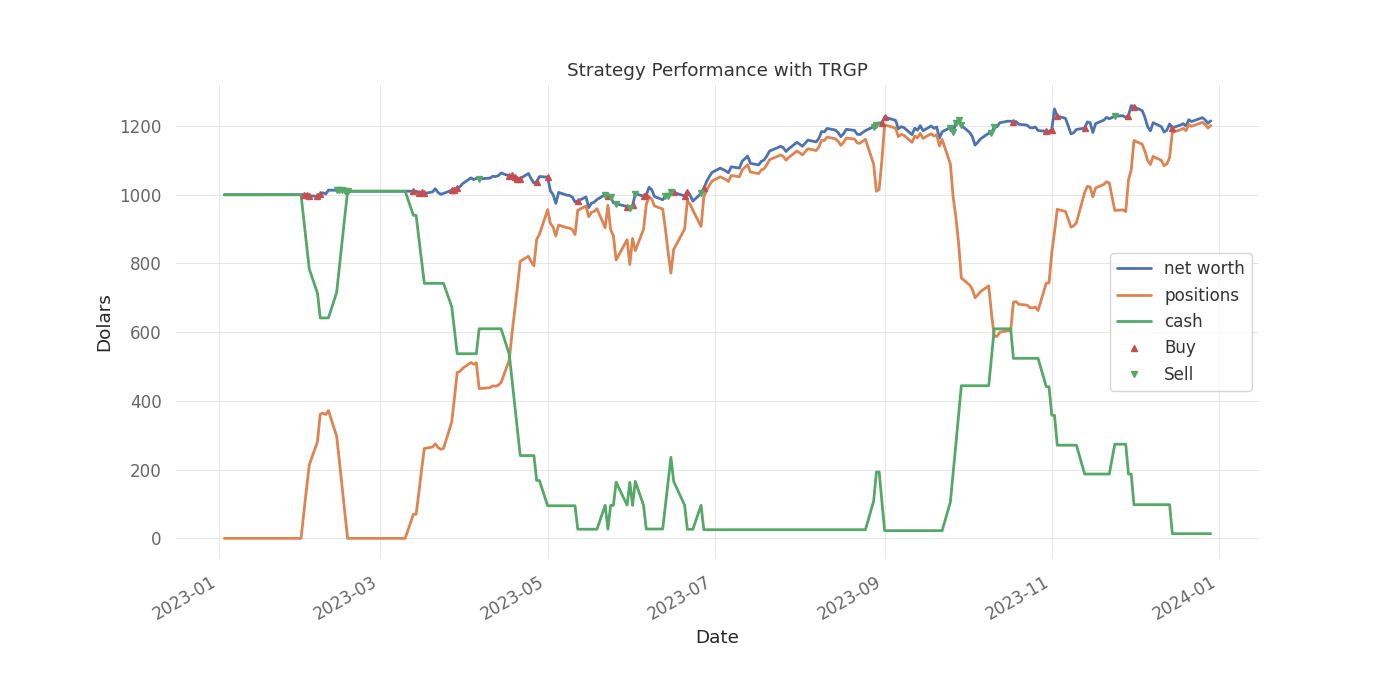 Strategy Performance with TRGP
Dolars
1200
1000
800
600
400
200
0
net worth
positions
cash
Buy
Sell
2023-01
2023-03
2023-05
2023-07
2023-09
2023-11
2024-01
Date